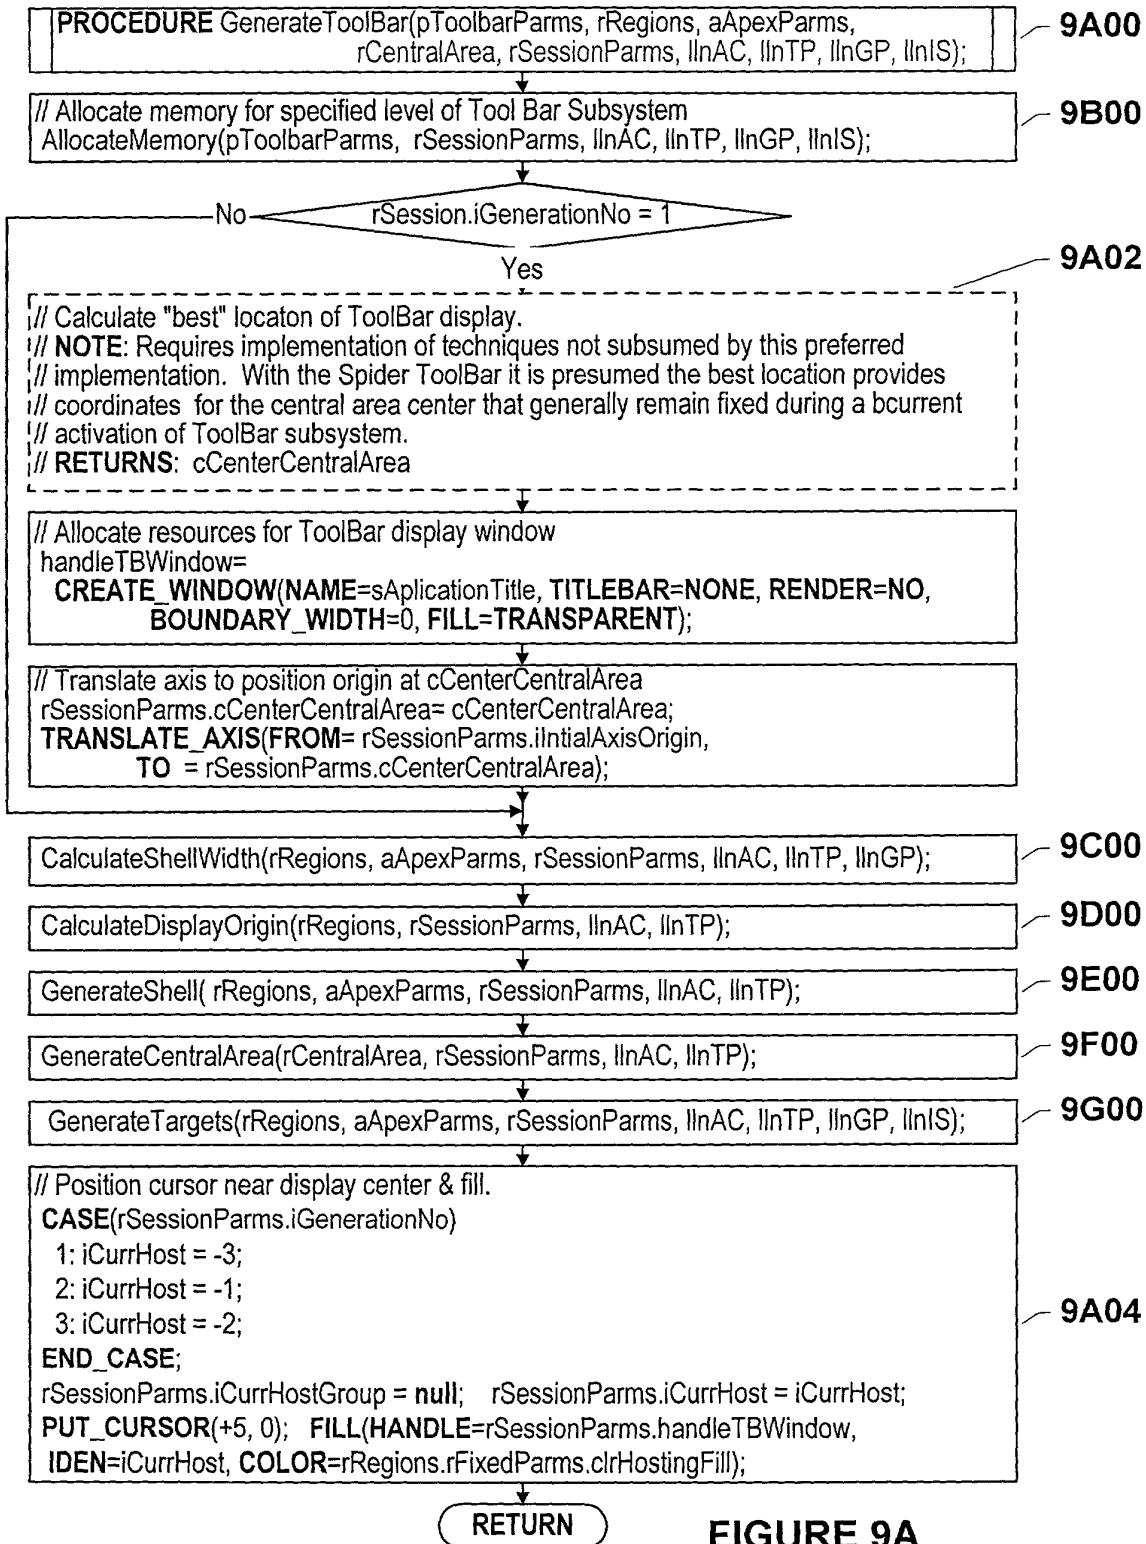 PROCEDURE GenerateToolBar(pToolbarParms, rRegions, aApexParms,
rCentralArea, rSessionParms, llnAC, llnTP, llnGP, llnIS);
9A00
// Allocate memory for specified level of Tool Bar Subsystem
AllocateMemory(pToolbarParms, rSessionParms, llnAC, llnTP, llnGP, llnIS);
9B00
No
rSession.iGenerationNo = 1
Yes
9A02
// Calculate "best" locaton of ToolBar display.
// NOTE: Requires implementation of techniques not subsumed by this preferred
// implementation. With the Spider ToolBar it is presumed the best location provides
// coordinates for the central area center that generally remain fixed during a bcurrent
// activation of ToolBar subsystem.
// RETURNS: cCenterCentralArea
// Allocate resources for ToolBar display window
handleTBWindow=
CREATE_WINDOW(NAME=sAplicationTitle, TITLEBAR=NONE, RENDER=NO,
BOUNDARY_WIDTH=0, FILL=TRANSPARENT);
// Translate axis to position origin at cCenterCentralArea
rSessionParms.cCenterCentralArea= cCenterCentralArea;
TRANSLATE_AXIS(FROM= rSessionParms.iIntialAxisOrigin,
TO = rSessionParms.cCenterCentralArea);
CalculateShellWidth(rRegions, aApexParms, rSessionParms, llnAC, llnTP, llnGP);
9C00
CalculateDisplayOrigin(rRegions, rSessionParms, llnAC, llnTP);
9D00
GenerateShell( rRegions, aApexParms, rSessionParms, llnAC, llnTP);
9E00
GenerateCentralArea(rCentralArea, rSessionParms, llnAC, llnTP);
9F00
GenerateTargets(rRegions, aApexParms, rSessionParms, llnAC, llnTP, llnGP, llnIS);
9G00
// Position cursor near display center & fill.
CASE(rSessionParms.iGenerationNo)
1: iCurrHost = -3;
2: iCurrHost = -1;
3: iCurrHost = -2;
END_CASE;
rSessionParms.iCurrHostGroup = null; rSessionParms.iCurrHost = iCurrHost;
PUT_CURSOR(+5, 0); FILL(HANDLE=rSessionParms.handleTBWindow,
IDEN=iCurrHost, COLOR=rRegions.rFixedParms.clrHostingFill);
9A04
RETURN
FIGURE 9A